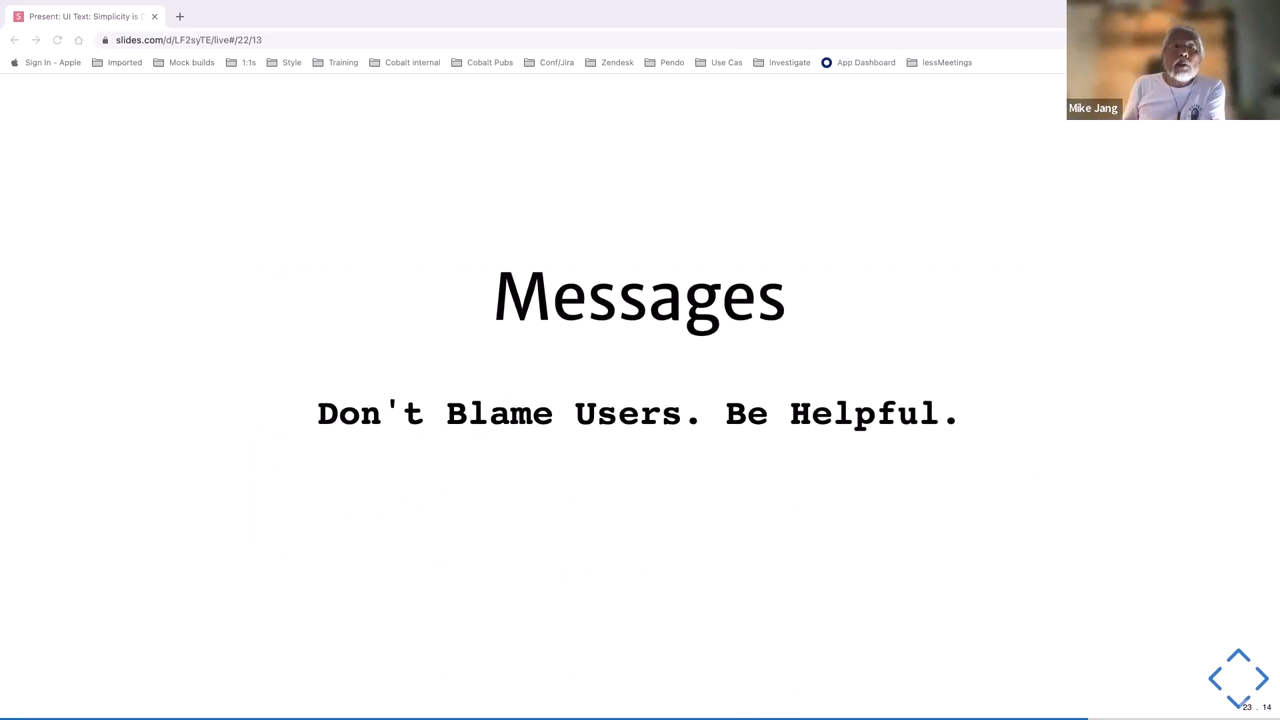 Present: UI Text: Simplicity is
slides.com/d/LF2syTE/live#/22/13
Sign In - Apple Imported Mock builds 1:1s Style Training Cobalt internal Cobalt Pubs Conf/Jira Zendesk Pendo Use Cas Investigate App Dashboard lessMeetings
Mike Jang
Messages
Don't Blame Users. Be Helpful.
23 . 14